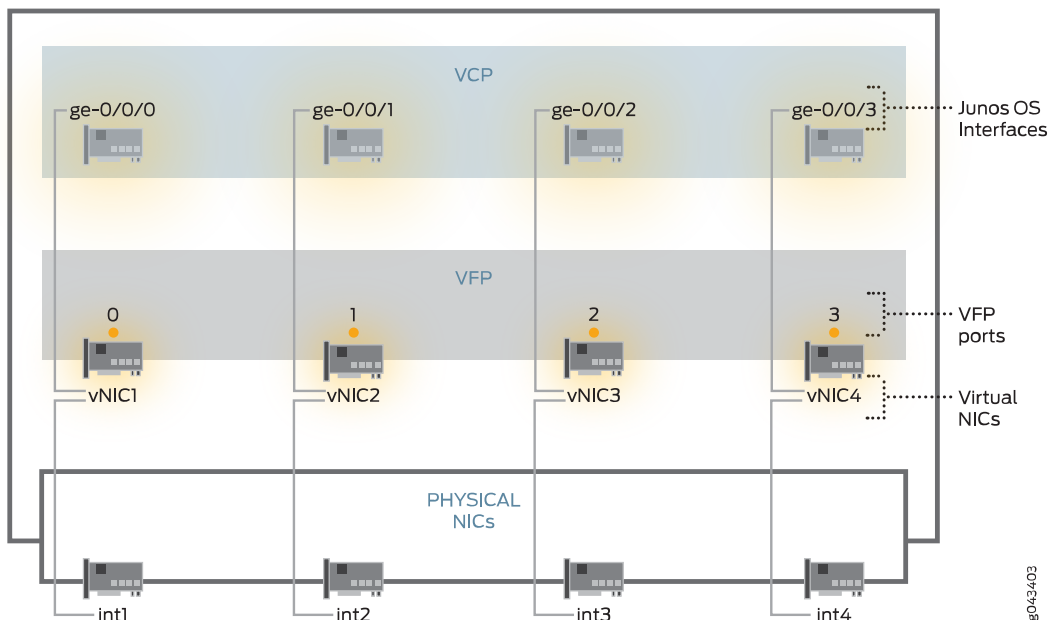 VCP
ge-0/0/0
ge-0/0/1
ge-0/0/2
ge-0/0/3
Junos OS
Interfaces
VFP
0
1
2
3
VFP
ports
vNIC1
vNIC2
vNIC3
vNIC4
Virtual
NICs
PHYSICAL
NICs
int1
int2
int3
int4
g043403